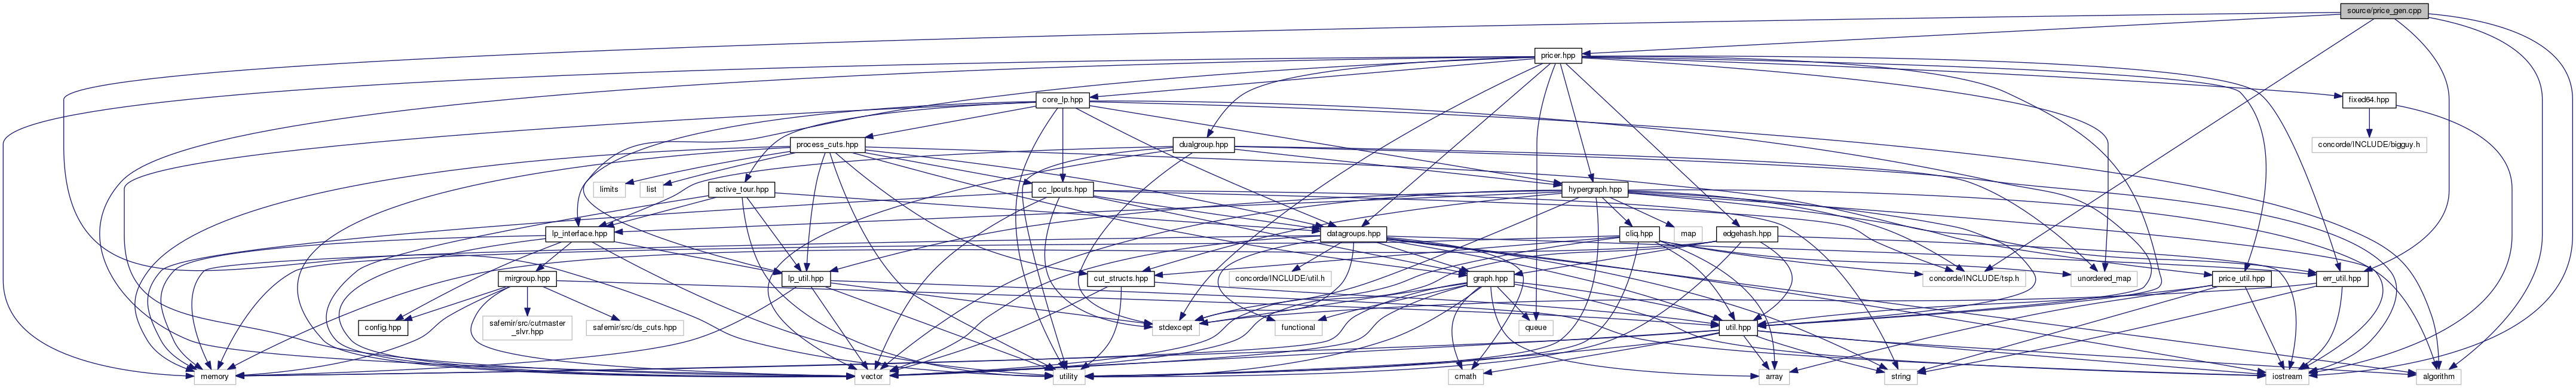 source/price_gen.cpp
pricer.hpp
core_lp.hpp
fixed64.hpp
process_cuts.hpp
dualgroup.hpp
concorde/INCLUDE/bigguy.h
limits
list
active_tour.hpp
cc_lpcuts.hpp
hypergraph.hpp
lp_interface.hpp
datagroups.hpp
cliq.hpp
map
edgehash.hpp
mirgroup.hpp
lp_util.hpp
cut_structs.hpp
concorde/INCLUDE/util.h
graph.hpp
concorde/INCLUDE/tsp.h
unordered_map
price_util.hpp
err_util.hpp
config.hpp
safemir/src/cutmaster
_slvr.hpp
safemir/src/ds_cuts.hpp
stdexcept
functional
queue
util.hpp
memory
vector
utility
cmath
array
string
iostream
algorithm